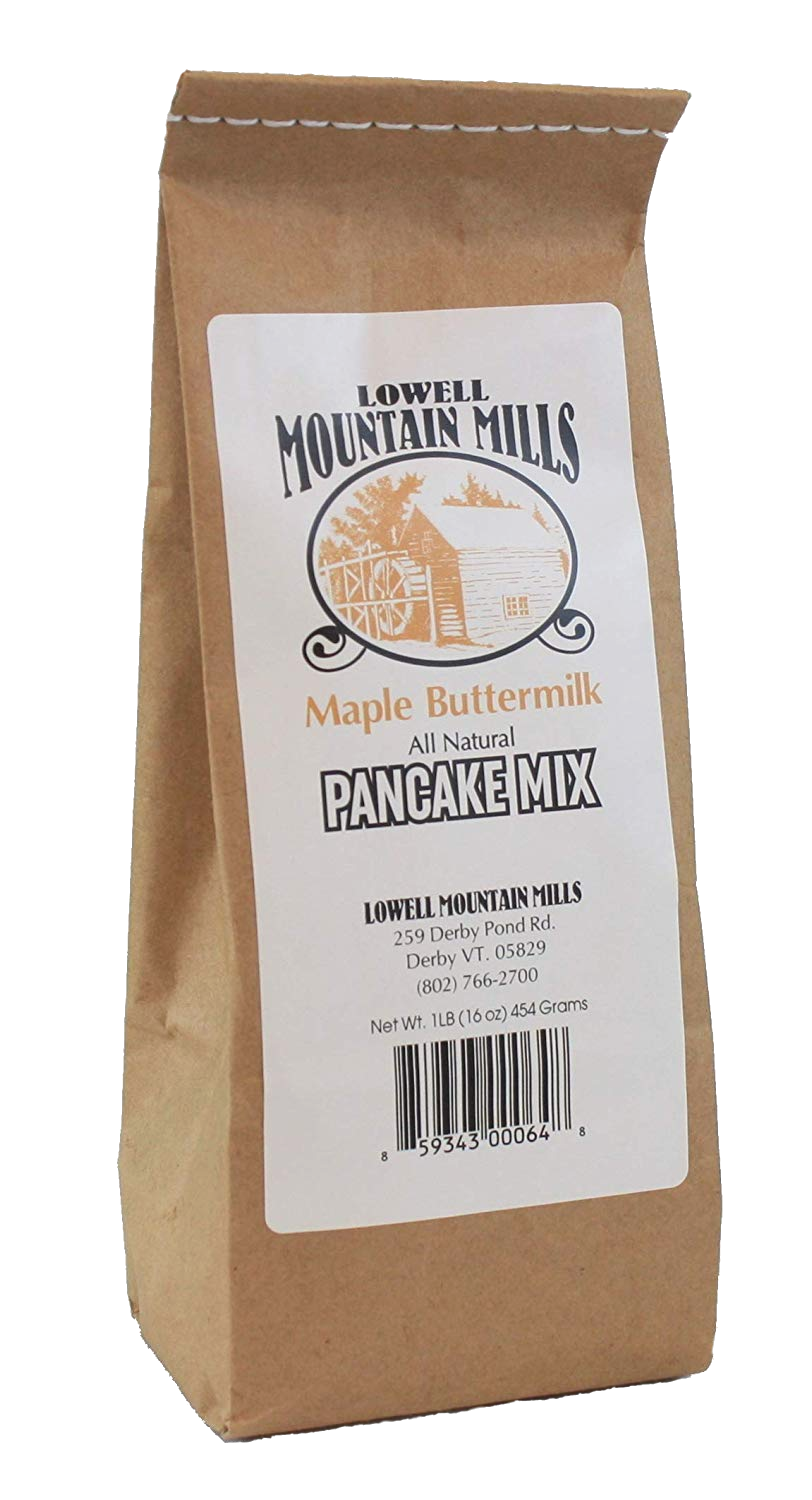 LOWELL
MOUNTAIN MILLS
Maple Buttermilk
All Natural
PANCAKE MIX
LOWELL MOUNTAIN MILLS
259 Derby Pond Rd.
Derby VT. 05829
(802) 766-2700
Net Wt. 1LB (16 oz) 454 Grams
8 59343 00064 8